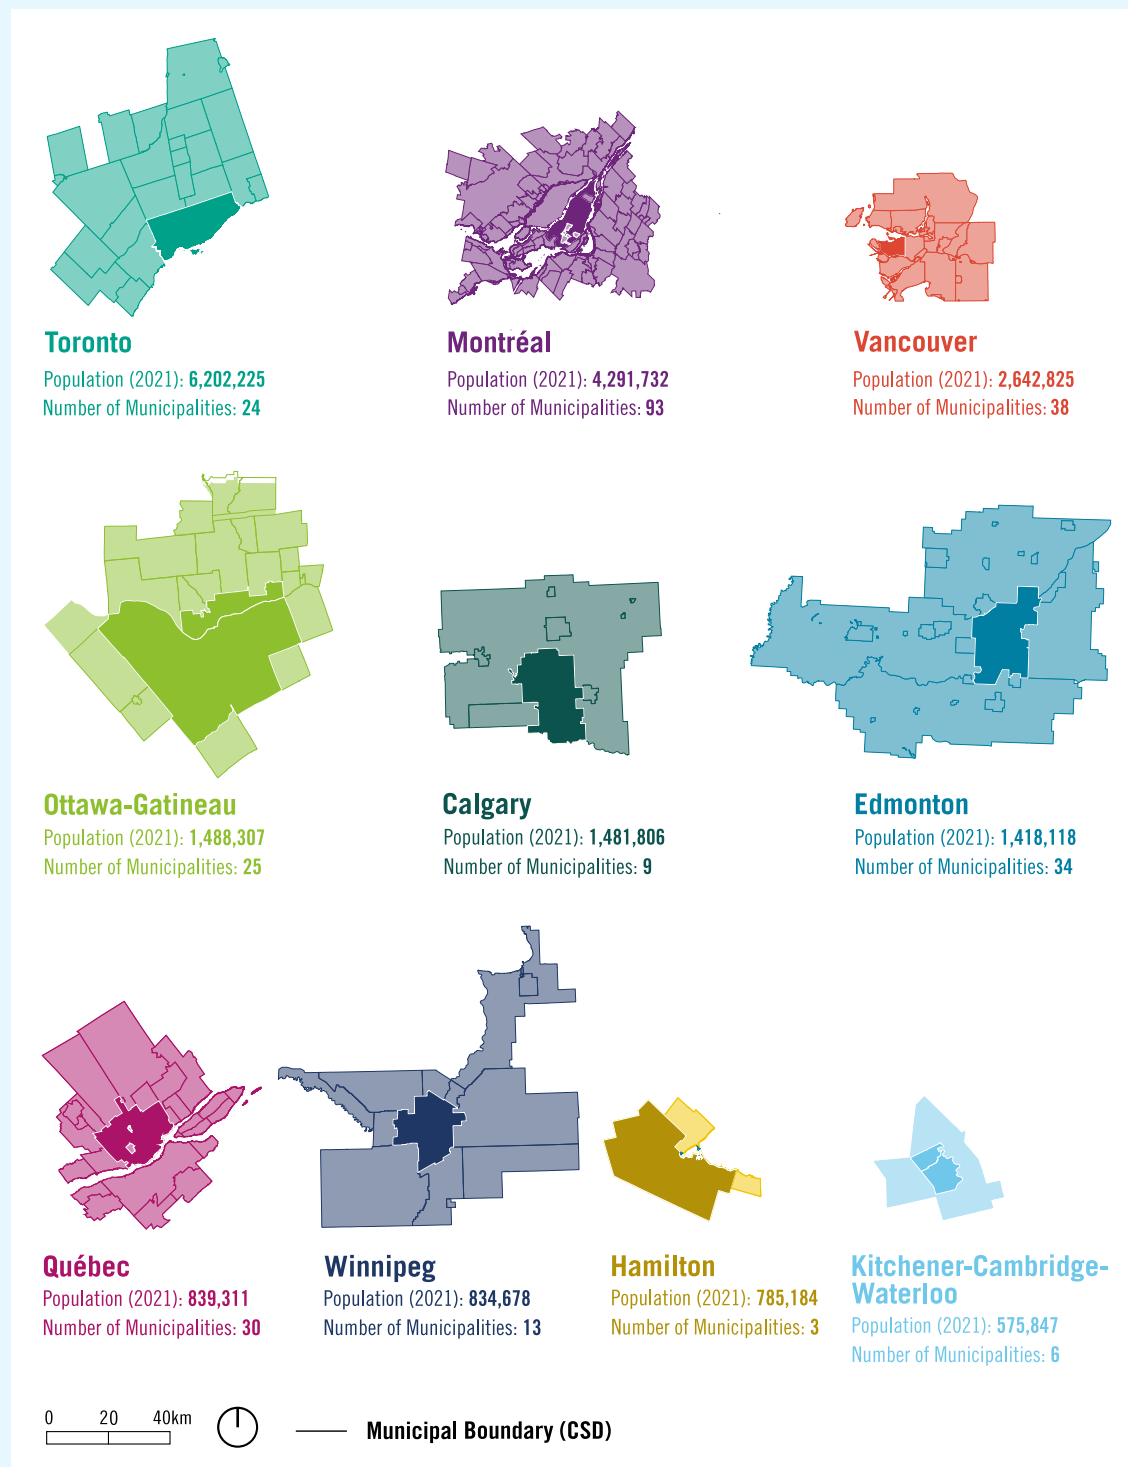 Toronto
Population (2021): 6,202,225
Number of Municipalities: 24
Montréal
Population (2021): 4,291,732
Number of Municipalities: 93
Vancouver
Population (2021): 2,642,825
Number of Municipalities: 38
Ottawa-Gatineau
Population (2021): 1,488,307
Number of Municipalities: 25
Calgary
Population (2021): 1,481,806
Number of Municipalities: 9
Edmonton
Population (2021): 1,418,118
Number of Municipalities: 34
Québec
Population (2021): 839,311
Number of Municipalities: 30
Winnipeg
Population (2021): 834,678
Number of Municipalities: 13
Hamilton
Population (2021): 785,184
Number of Municipalities: 3
Kitchener-Cambridge-
Waterloo
Population (2021): 575,847
Number of Municipalities: 6
0 20 40km
Municipal Boundary (CSD)